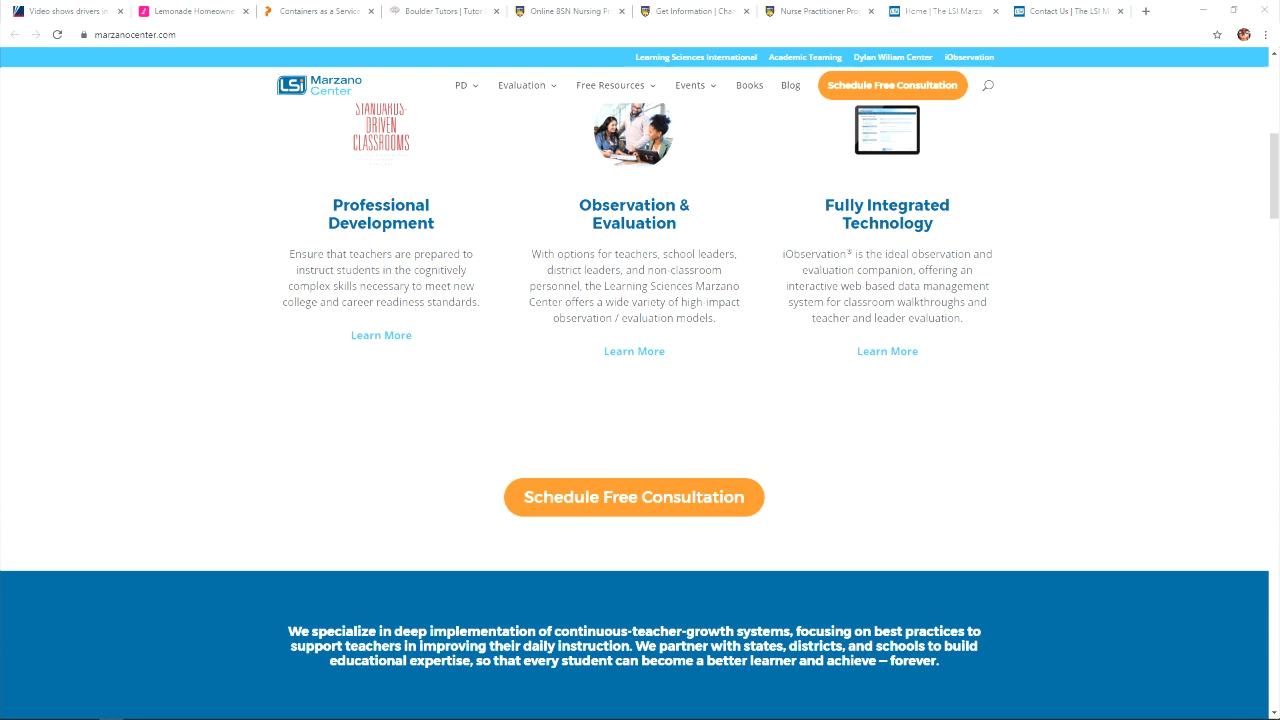 Video shows drivers in
Lemonade Homeowne
Containers as a Service
Boulder Tutors | Tutor
Online BSN Nursing Pr
Get Information | Cha
Nurse Practitioner Pro
Home | The LSI Marza
Contact Us | The LSI M
marzanocenter.com
Learning Sciences International Academic Teaming Dylan Wiliam Center iObservation
LSi Marzano Center
PD Evaluation Free Resources Events Books Blog Schedule Free Consultation
STANDARDS-
DRIVEN
CLASSROOMS
Professional
Development
Ensure that teachers are prepared to
instruct students in the cognitively
complex skills necessary to meet new
college and career readiness standards.
Learn More
Observation &
Evaluation
With options for teachers, school leaders,
district leaders, and non-classroom
personnel, the Learning Sciences Marzano
Center offers a wide variety of high-impact
observation / evaluation models.
Learn More
Fully Integrated
Technology
iObservation® is the ideal observation and
evaluation companion, offering an
interactive web-based data management
system for classroom walkthroughs and
teacher and leader evaluation.
Learn More
Schedule Free Consultation
We specialize in deep implementation of continuous-teacher-growth systems, focusing on best practices to
support teachers in improving their daily instruction. We partner with states, districts, and schools to build
educational expertise, so that every student can become a better learner and achieve — forever.